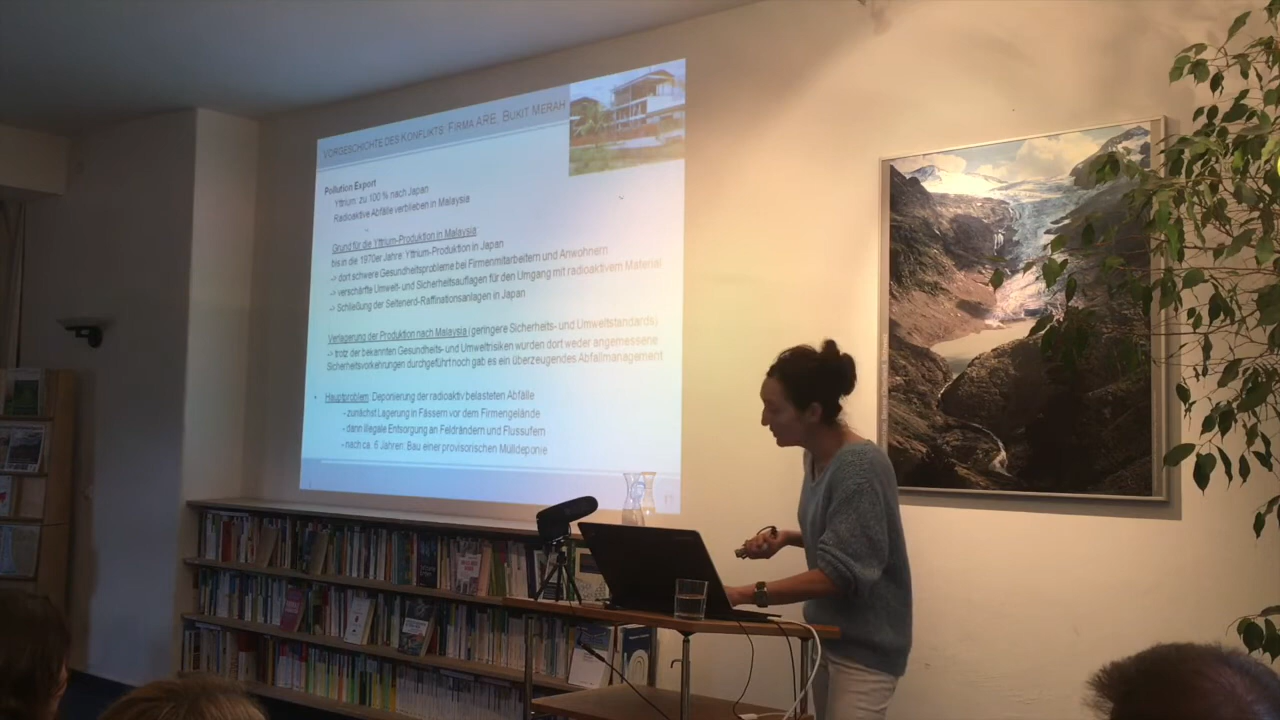 VORGESCHICHTE DES KONFLIKTS: FIRMA ARE, BUKIT MERAH
Pollution Export
Yttrium: zu 100 % nach Japan
Radioaktive Abfälle verblieben in Malaysia
Grund für die Yttrium-Produktion in Malaysia:
bis in die 1970er Jahre: Yttrium-Produktion in Japan
-> dort schwere Gesundheitsprobleme bei Firmenmitarbeitern und Anwohnern
-> verschärfte Umwelt- und Sicherheitsauflagen für den Umgang mit radioaktivem Material
-> Schließung der Seltenerd-Raffinationsanlagen in Japan
Verlagerung der Produktion nach Malaysia (geringere Sicherheits- und Umweltstandards)
-> trotz der bekannten Gesundheits- und Umweltrisiken wurden dort weder angemessene
Sicherheitsvorkehrungen durchgeführt noch gab es ein überzeugendes Abfallmanagement
• Hauptproblem: Deponierung der radioaktiv belasteten Abfälle
- zunächst Lagerung in Fässern vor dem Firmengelände
- dann illegale Entsorgung an Feldrändern und Flussufern
- nach ca. 6 Jahren: Bau einer provisorischen Mülldeponie